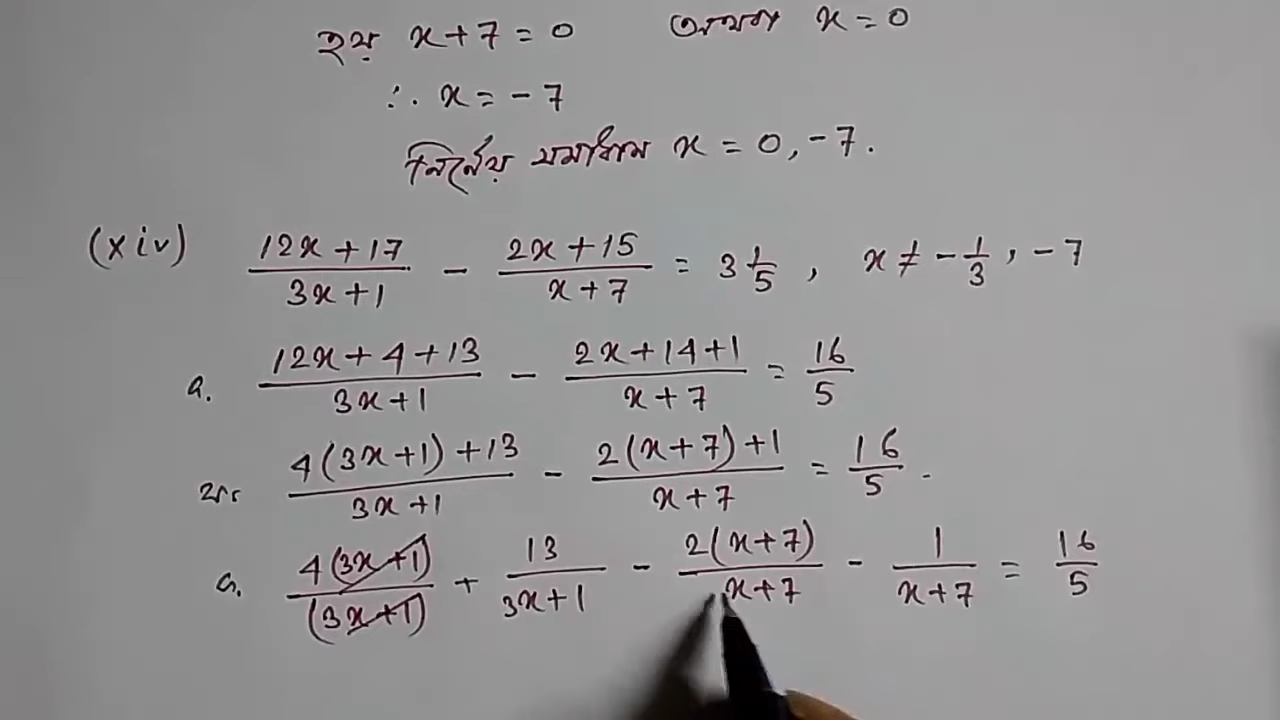 হয় x+7=0 অথবা x=0
∴ x=-7
নির্ণেয় সমাধান x=0,-7.
(xiv) (12x+17)/(3x+1) - (2x+15)/(x+7) = 3 1/5, x≠-1/3, -7
বা, (12x+4+13)/(3x+1) - (2x+14+1)/(x+7) = 16/5
বা, (4(3x+1)+13)/(3x+1) - (2(x+7)+1)/(x+7) = 16/5.
বা, 4(3x+1)/(3x+1) + 13/(3x+1) - 2(x+7)/(x+7) - 1/(x+7) = 16/5